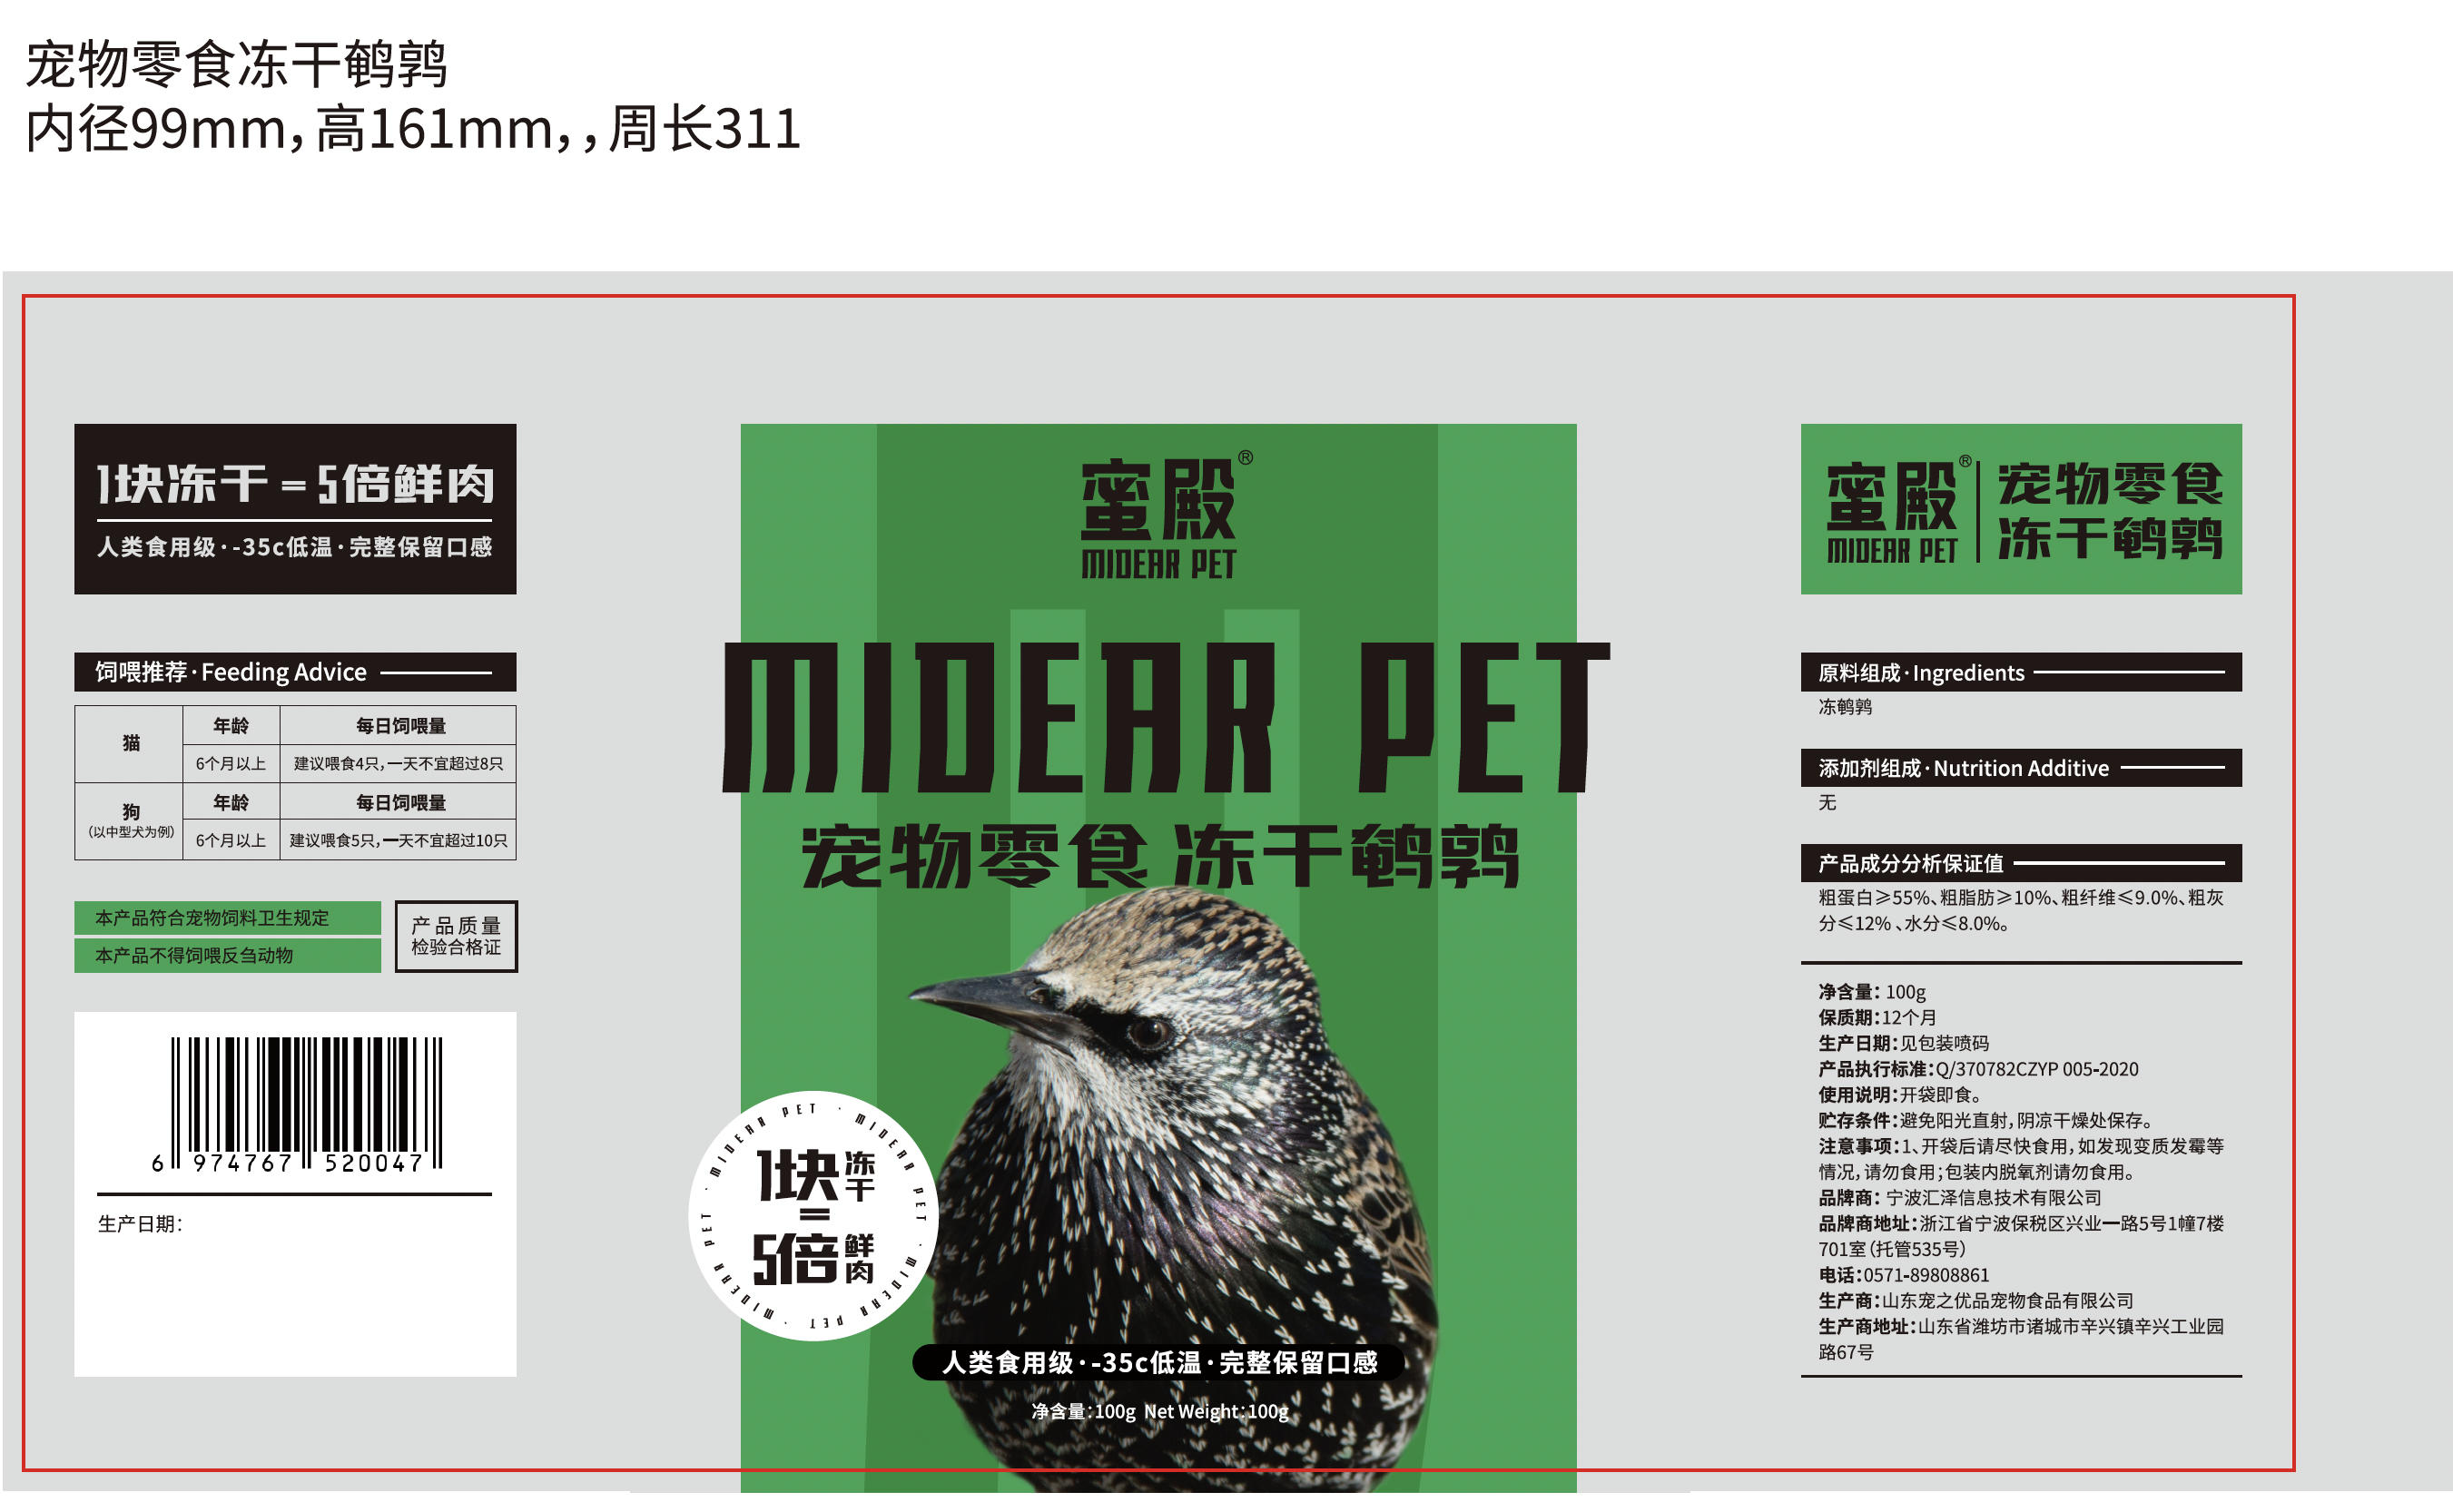 宠物零食冻干鹌鹑
内径99mm，高161mm，，周长311
1块冻干=5倍鲜肉
人类食用级·-35c低温·完整保留口感
饲喂推荐·Feeding Advice
猫
年龄 每日饲喂量
6个月以上 建议喂食4只，一天不宜超过8只
狗
（以中型犬为例）
年龄 每日饲喂量
6个月以上 建议喂食5只，一天不宜超过10只
本产品符合宠物饲料卫生规定
本产品不得饲喂反刍动物
产品质量
检验合格证
6 974767 520047
生产日期：
蜜殿®
MIDEAR PET
MIDEAR PET
宠物零食 冻干鹌鹑
MIDEAR PET · MIDEAR PET · MIDEAR PET · MIDEAR PET · MIDEAR PET ·
1块冻干
=
5倍鲜肉
人类食用级·-35c低温·完整保留口感
净含量：100g Net Weight：100g
蜜殿®
MIDEAR PET
宠物零食
冻干鹌鹑
原料组成·Ingredients
冻鹌鹑
添加剂组成·Nutrition Additive
无
产品成分分析保证值
粗蛋白≥55%、粗脂肪≥10%、粗纤维≤9.0%、粗灰
分≤12% 、水分≤8.0%。
净含量： 100g
保质期：12个月
生产日期：见包装喷码
产品执行标准：Q/370782CZYP 005-2020
使用说明：开袋即食。
贮存条件：避免阳光直射，阴凉干燥处保存。
注意事项：1、开袋后请尽快食用，如发现变质发霉等
情况，请勿食用；包装内脱氧剂请勿食用。
品牌商： 宁波汇泽信息技术有限公司
品牌商地址：浙江省宁波保税区兴业一路5号1幢7楼
701室（托管535号）
电话：0571-89808861
生产商：山东宠之优品宠物食品有限公司
生产商地址：山东省潍坊市诸城市辛兴镇辛兴工业园
路67号